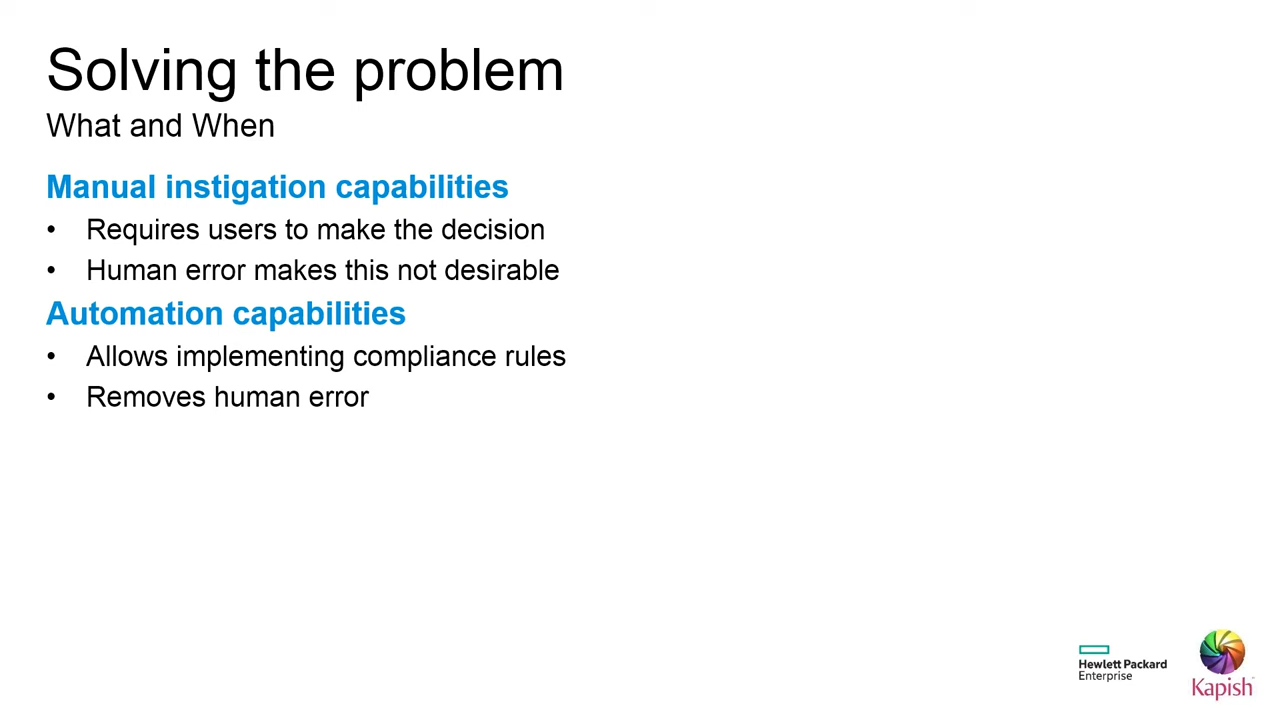 Solving the problem
What and When
Manual instigation capabilities
• Requires users to make the decision
• Human error makes this not desirable
Automation capabilities
• Allows implementing compliance rules
• Removes human error
Hewlett Packard
Enterprise
Kapish